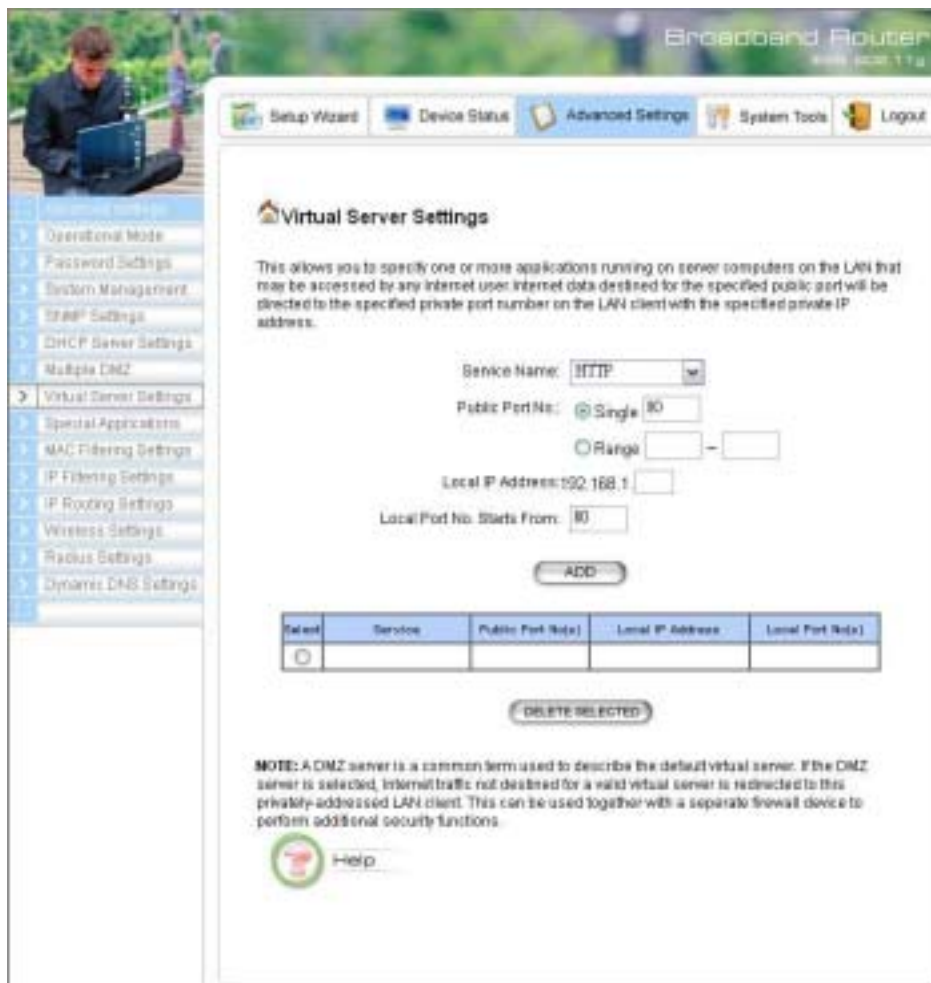 Broadband Router
Setup Wizard
Device Status
Advanced Settings
System Tools
Logout
Operational Mode
Password Settings
System Management
SNMP Settings
DHCP Server Settings
Multiple DMZ
Virtual Server Settings
Special Applications
MAC Filtering Settings
IP Filtering Settings
IP Routing Settings
Wireless Settings
Radius Settings
Dynamic DNS Settings
Virtual Server Settings
This allows you to specify one or more applications running on server computers on the LAN that
may be accessed by any Internet user. Internet data destined for the specified public port will be
directed to the specified private port number on the LAN client with the specified private IP
address.
Service Name: HTTP
Public Port No.: Single 80
Range –
Local IP Address: 192.168.1.
Local Port No. Starts From: 80
ADD
Select Service Public Port No(s) Local IP Address Local Port No(s)
DELETE SELECTED
NOTE: A DMZ server is a common term used to describe the default virtual server. If the DMZ
server is selected, Internet traffic not destined for a valid virtual server is redirected to this
privately-addressed LAN client. This can be used together with a seperate firewall device to
perform additional security functions.
Help